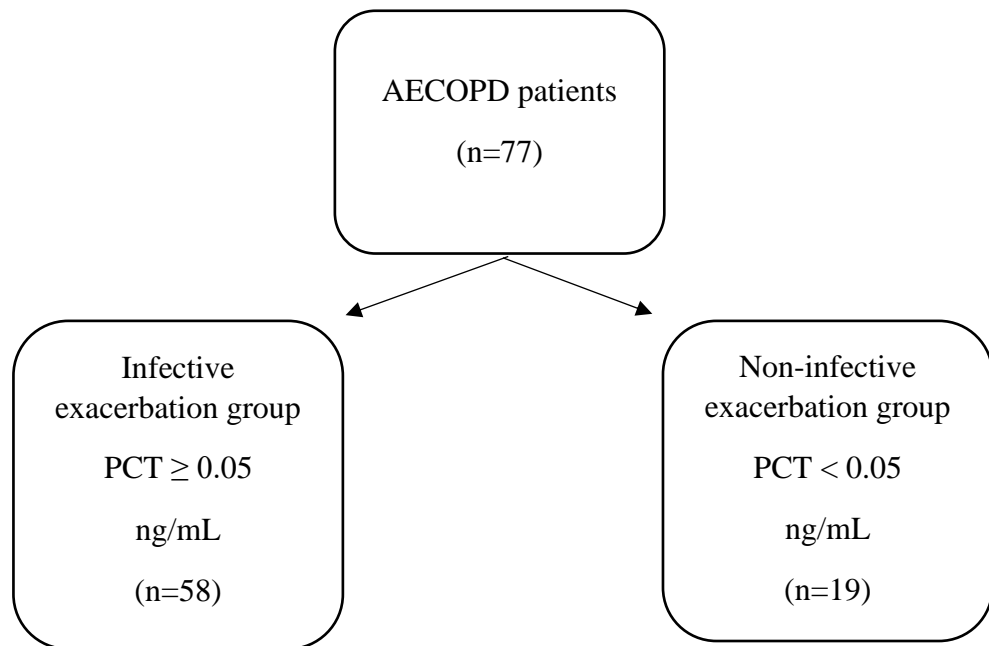 AECOPD patients
(n=77)
Infective
exacerbation group
PCT ≥ 0.05
ng/mL
(n=58)
Non-infective
exacerbation group
PCT < 0.05
ng/mL
(n=19)